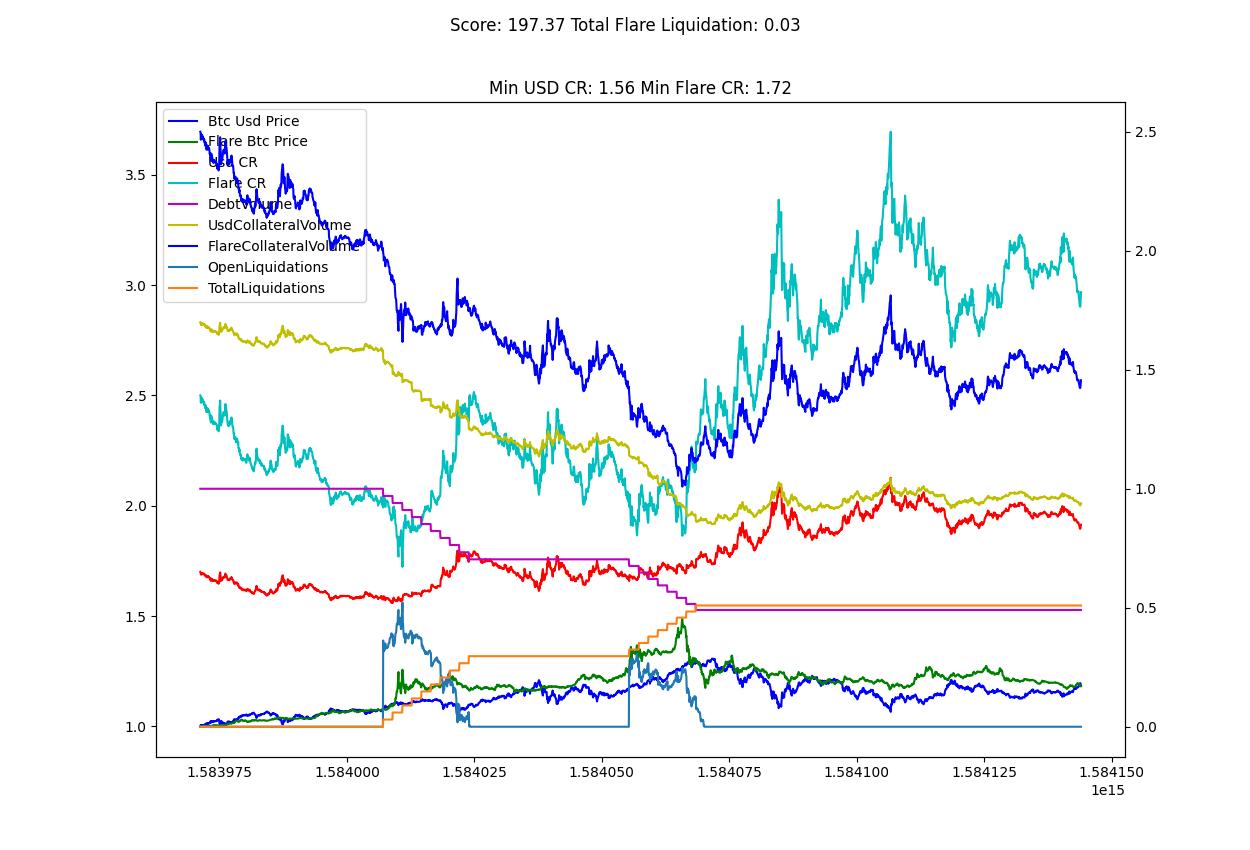 Score: 197.37 Total Flare Liquidation: 0.03
Min USD CR: 1.56 Min Flare CR: 1.72
Btc Usd Price
Flare Btc Price
Usd CR
Flare CR
DebtVolume
UsdCollateralVolume
FlareCollateralVolume
OpenLiquidations
TotalLiquidations
3.5
3.0
2.5
2.0
1.5
1.0
2.5
2.0
1.5
1.0
0.5
0.0
1.583975 1.584000 1.584025 1.584050 1.584075 1.584100 1.584125 1.584150
1e15